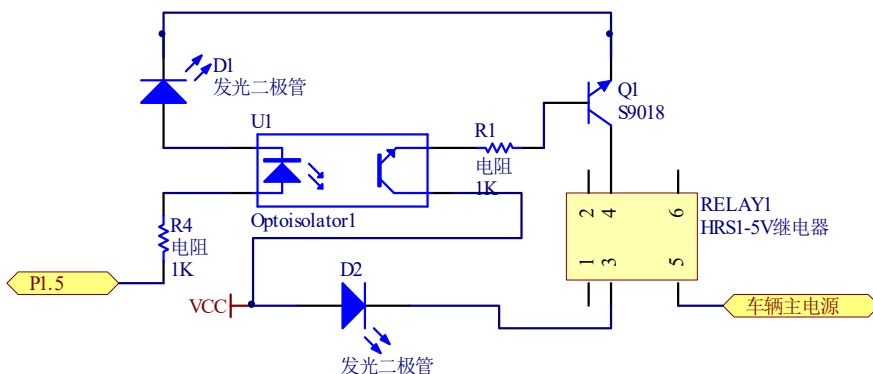 D1
发光二极管
Q1
S9018
U1
R1
电阻
1K
Optoisolator1
R4
电阻
1K
P1.5
VCC
D2
发光二极管
2
4
6
1
3
5
RELAY1
HRS1-5V继电器
车辆主电源